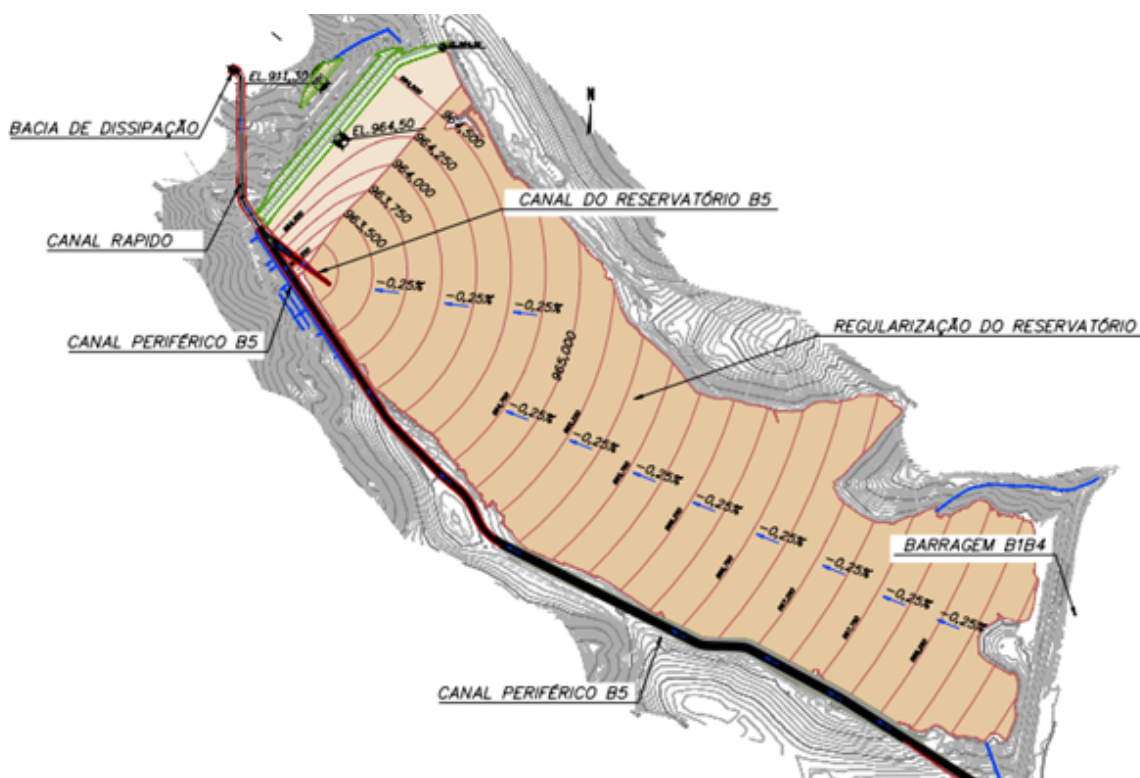 EL.911,30
BACIA DE DISSIPAÇÃO
EL.964,50
964,500
964,250
964,000
963,750
963,500
CANAL DO RESERVATÓRIO B5
CANAL RAPIDO
-0,25%
-0,25%
-0,25%
REGULARIZAÇÃO DO RESERVATÓRIO
CANAL PERIFÉRICO B5
965,000
-0,25%
-0,25%
-0,25%
-0,25%
-0,25%
BARRAGEM B1B4
-0,25%
-0,25%
-0,25%
CANAL PERIFÉRICO B5
N